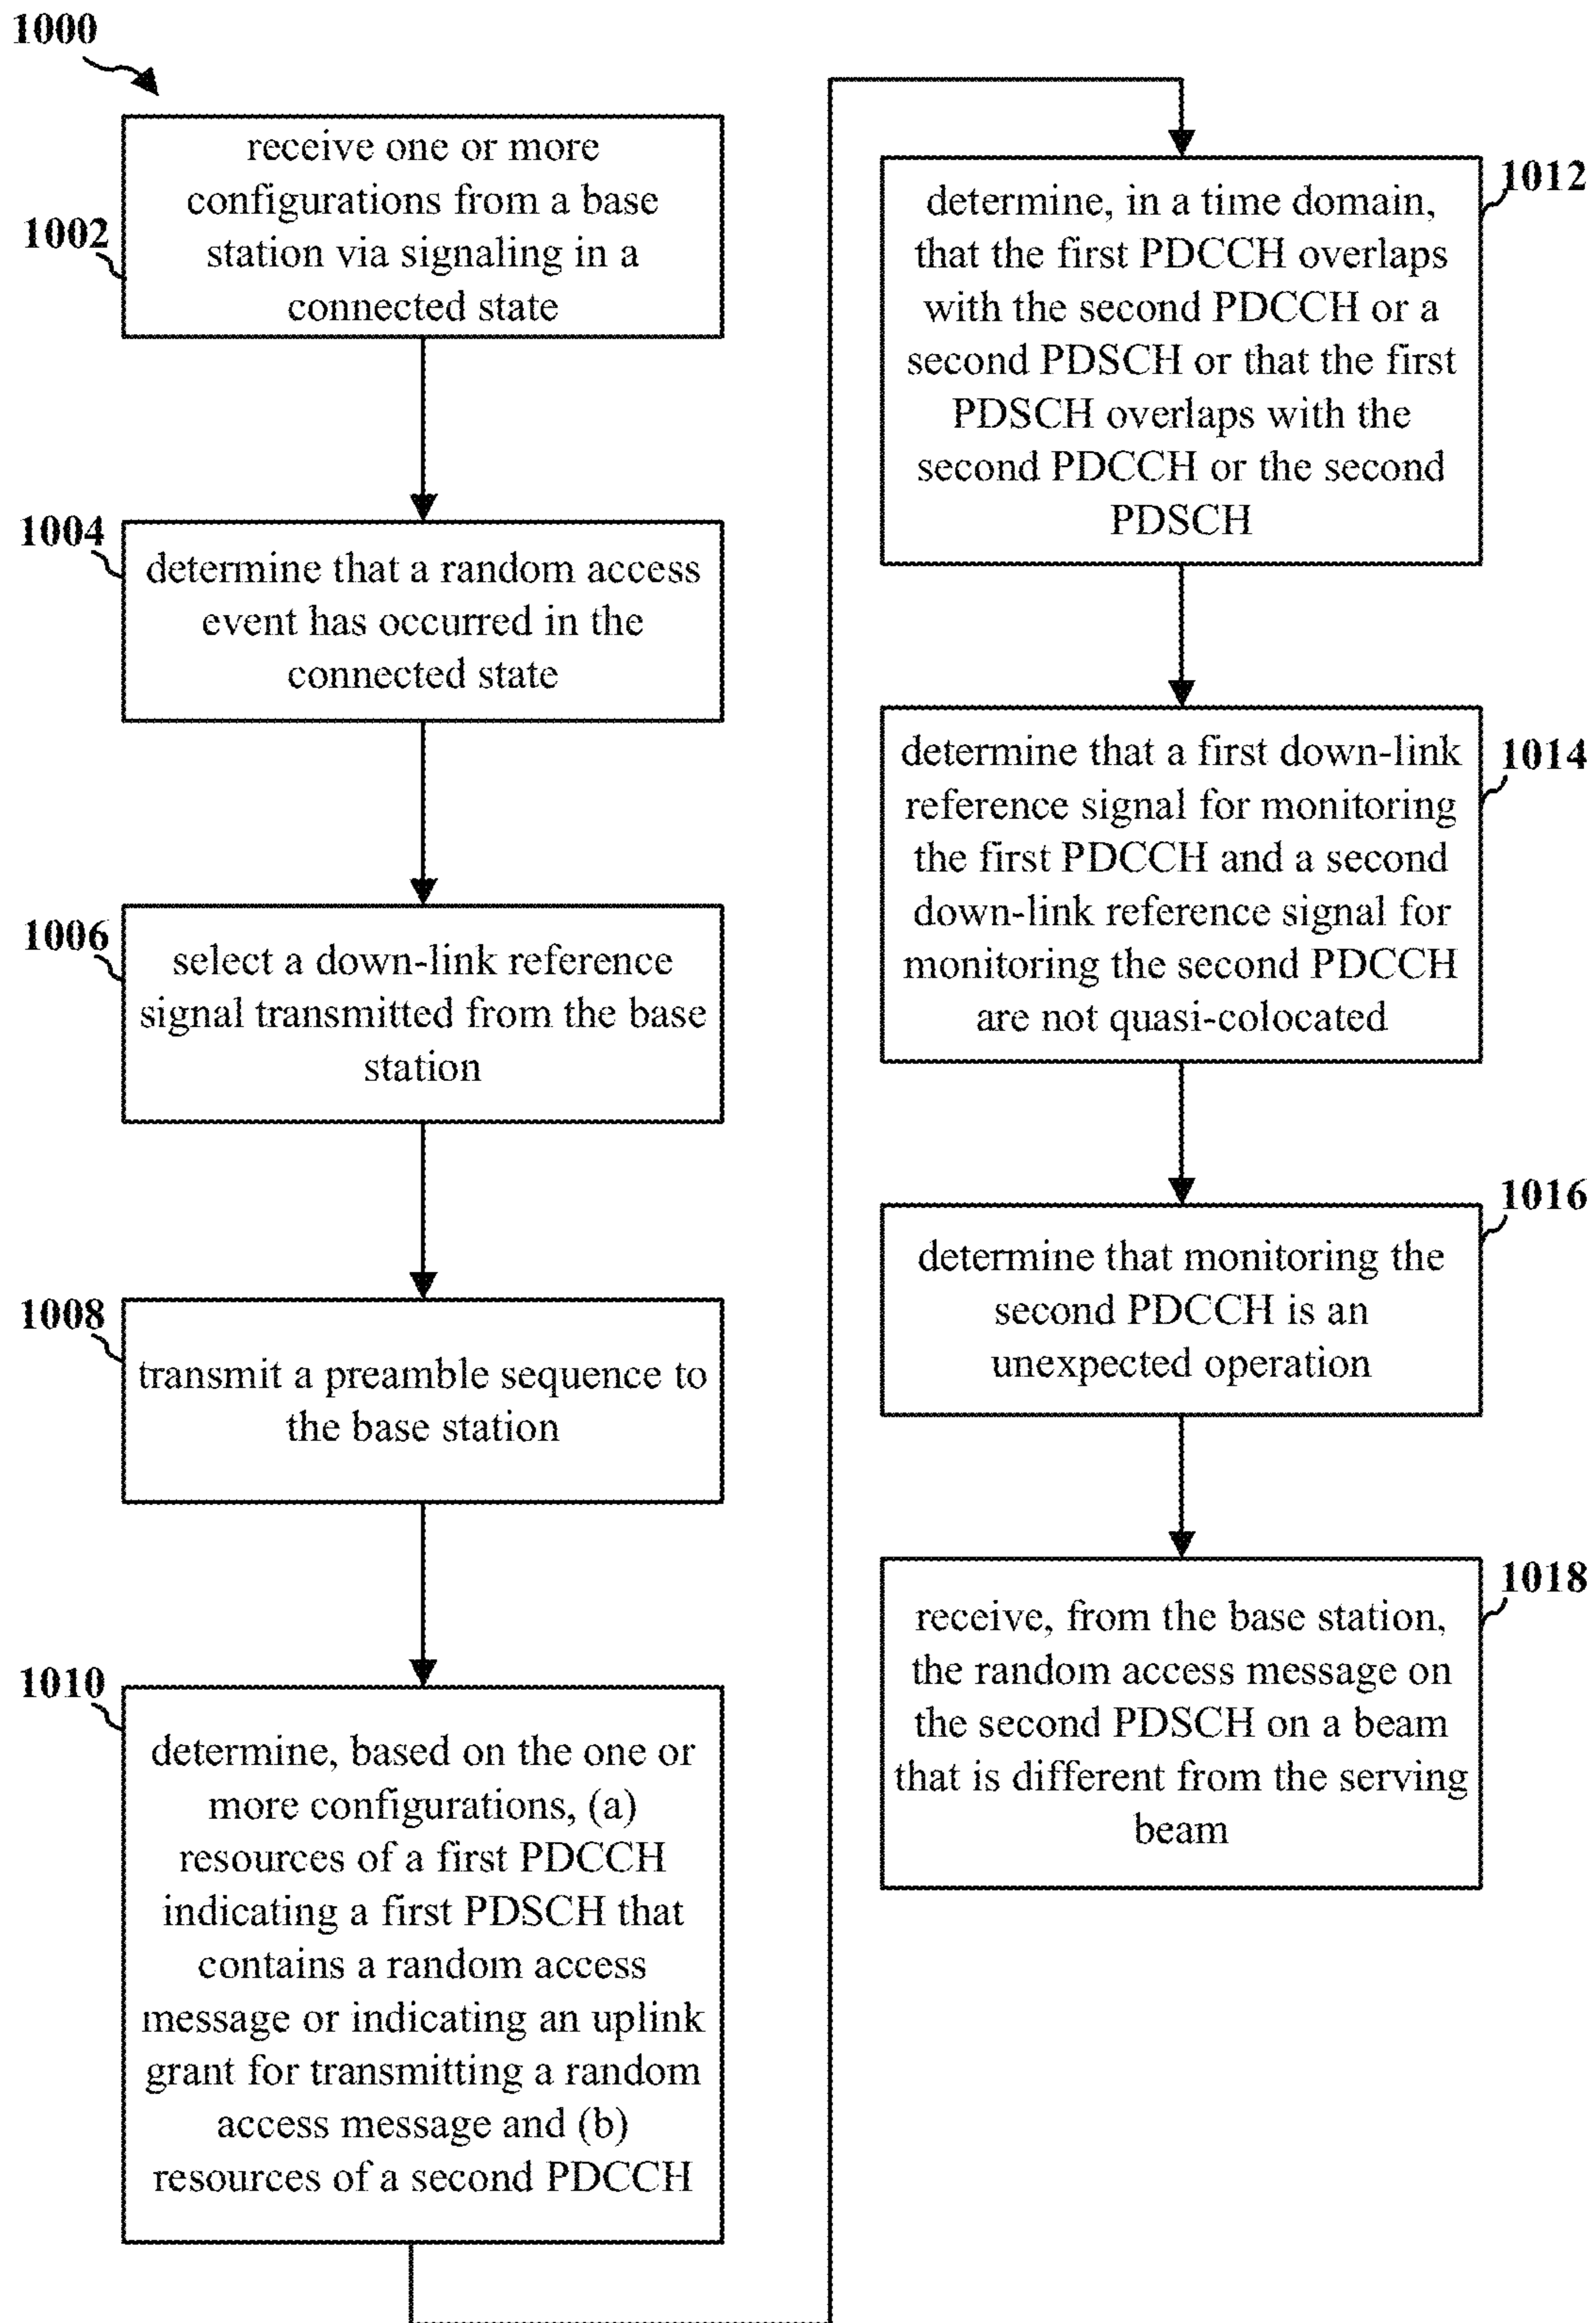 1000
receive one or more
configurations from a base
station via signaling in a
connected state
1002
1004
determine that a random access
event has occurred in the
connected state
1006
select a down-link reference
signal transmitted from the base
station
1008
transmit a preamble sequence to
the base station
1010
determine, based on the one or
more configurations, (a)
resources of a first PDCCH
indicating a first PDSCH that
contains a random access
message or indicating an uplink
grant for transmitting a random
access message and (b)
resources of a second PDCCH
1012
determine, in a time domain,
that the first PDCCH overlaps
with the second PDCCH or a
second PDSCH or that the first
PDSCH overlaps with the
second PDCCH or the second
PDSCH
1014
determine that a first down-link
reference signal for monitoring
the first PDCCH and a second
down-link reference signal for
monitoring the second PDCCH
are not quasi-colocated
1016
determine that monitoring the
second PDCCH is an
unexpected operation
1018
receive, from the base station,
the random access message on
the second PDSCH on a beam
that is different from the serving
beam